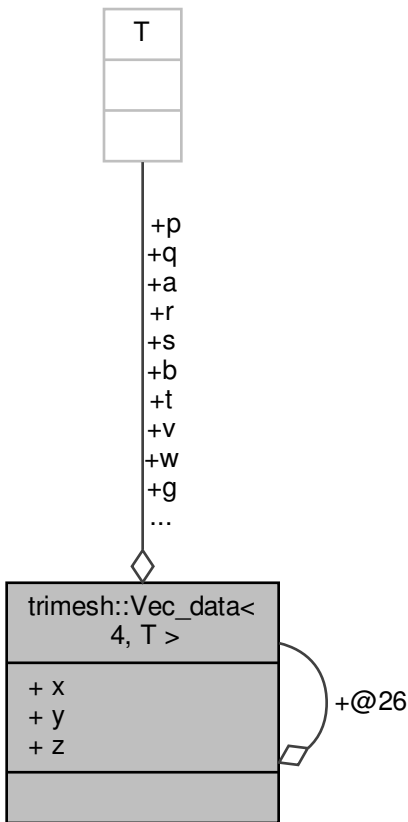 T
+p
+q
+a
+r
+s
+b
+t
+v
+w
+g
...
trimesh::Vec_data<
4, T >
+ x
+ y
+ z
+@26